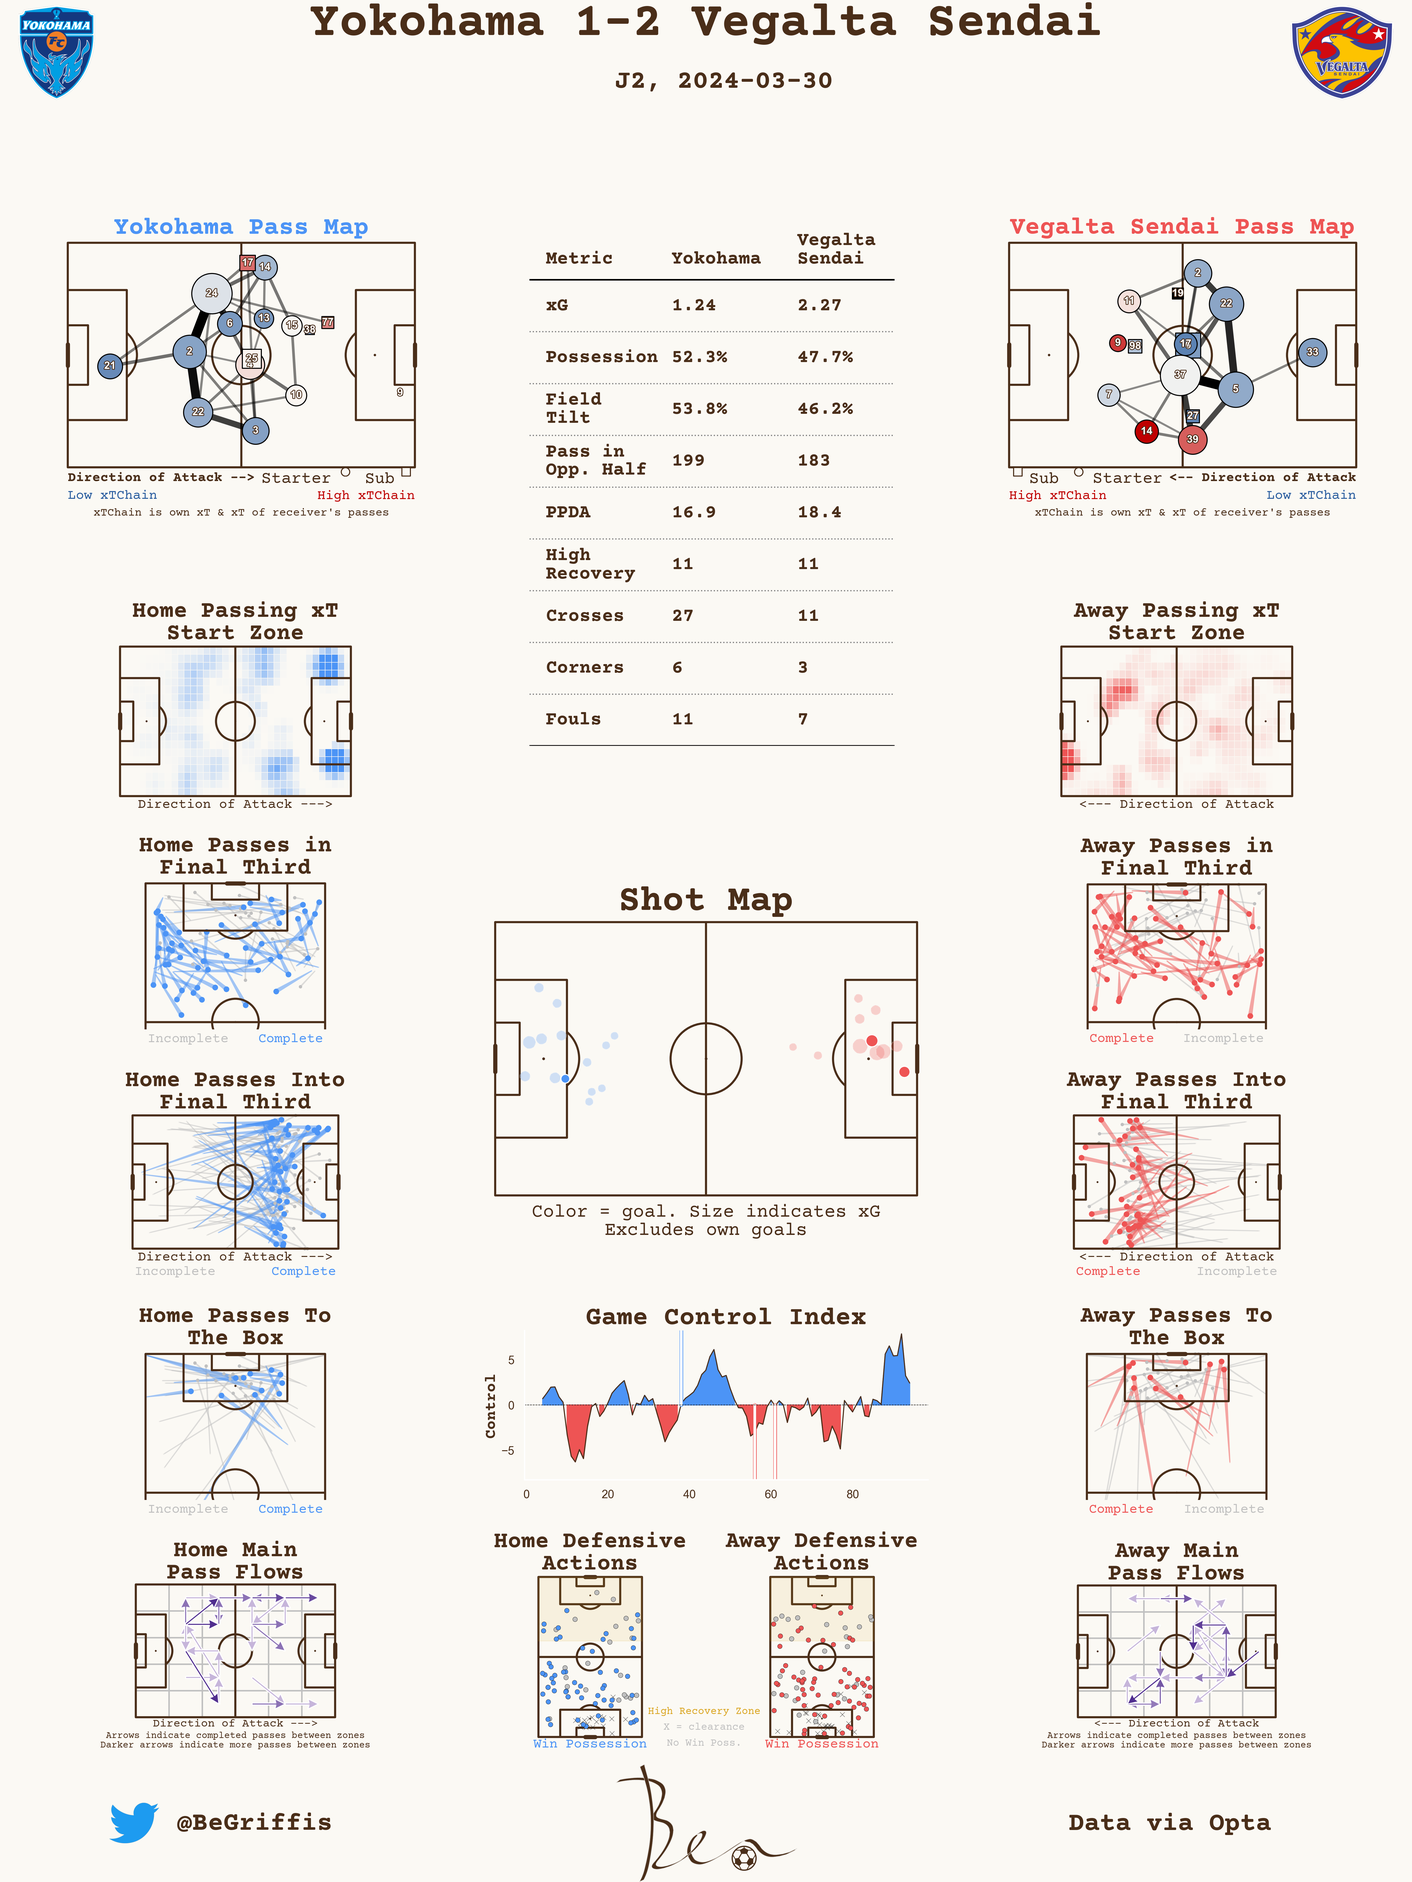 Yokohama 1-2 Vegalta Sendai
J2, 2024-03-30
YOKOHAMA
FC
VEGALTA
SENDAI
Yokohama Pass Map
17
14
24
6
13
15
38
77
2
25
21
10
9
22
3
Direction of Attack --> Starter Sub
Low xTChain High xTChain
xTChain is own xT & xT of receiver's passes
Metric Yokohama Vegalta Sendai
xG 1.24 2.27
Possession 52.3% 47.7%
Field Tilt 53.8% 46.2%
Pass in Opp. Half 199 183
PPDA 16.9 18.4
High Recovery 11 11
Crosses 27 11
Corners 6 3
Fouls 11 7
Vegalta Sendai Pass Map
2
19
11
22
9
98
17
33
37
5
7
27
14
39
Sub Starter <-- Direction of Attack
High xTChain Low xTChain
xTChain is own xT & xT of receiver's passes
Home Passing xT
Start Zone
Direction of Attack --->
Away Passing xT
Start Zone
<--- Direction of Attack
Home Passes in
Final Third
Incomplete Complete
Away Passes in
Final Third
Complete Incomplete
Shot Map
Color = goal. Size indicates xG
Excludes own goals
Home Passes Into
Final Third
Direction of Attack --->
Incomplete Complete
Away Passes Into
Final Third
<--- Direction of Attack
Complete Incomplete
Home Passes To
The Box
Incomplete Complete
Game Control Index
Control
5
0
−5
0 20 40 60 80
Away Passes To
The Box
Complete Incomplete
Home Main
Pass Flows
Direction of Attack --->
Arrows indicate completed passes between zones
Darker arrows indicate more passes between zones
Home Defensive
Actions
Win Possession
High Recovery Zone
X = clearance
No Win Poss.
Away Defensive
Actions
Win Possession
Away Main
Pass Flows
<--- Direction of Attack
Arrows indicate completed passes between zones
Darker arrows indicate more passes between zones
@BeGriffis
Ben
Data via Opta